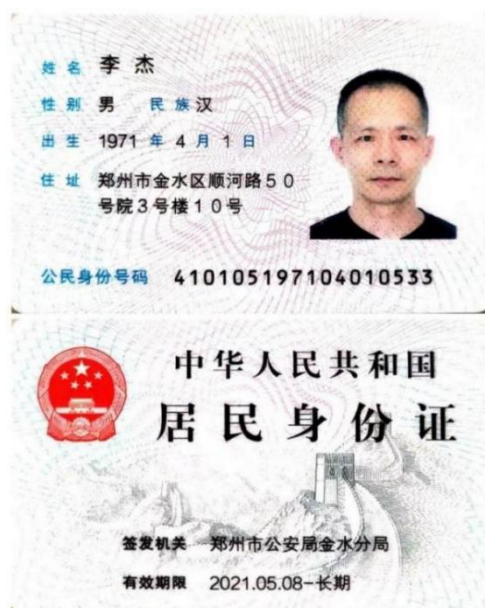 姓名 李杰
性别 男 民族 汉
出生 1971 年 4 月 1 日
住址 郑州市金水区顺河路50
号院3号楼10号
公民身份号码 410105197104010533
中华人民共和国
居民身份证
签发机关 郑州市公安局金水分局
有效期限 2021.05.08-长期